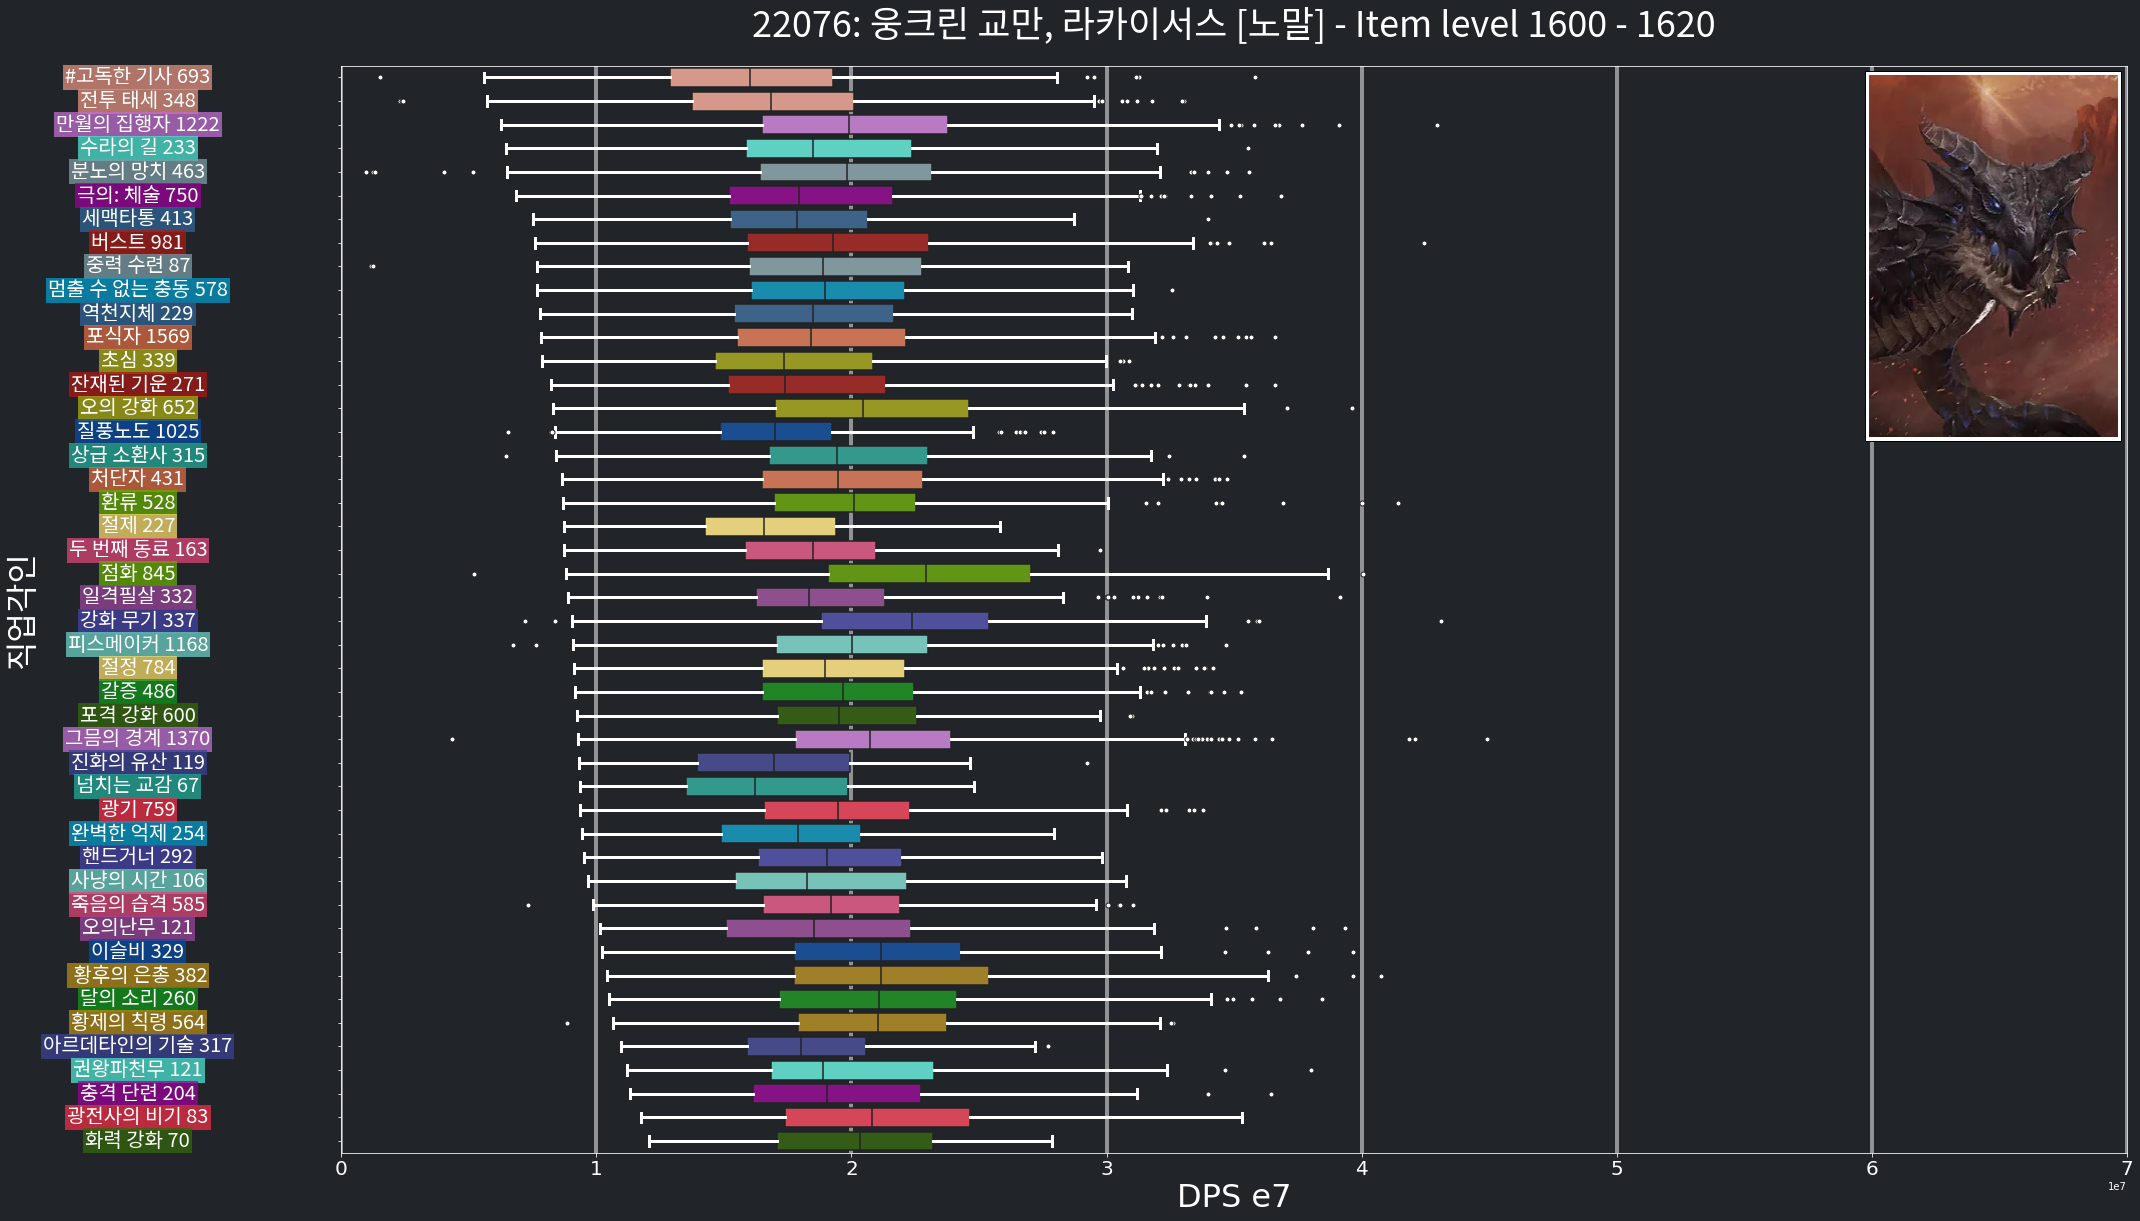 22076: 웅크린 교만, 라카이서스 [노말] - Item level 1600 - 1620
#고독한 기사 693
전투 태세 348
만월의 집행자 1222
수라의 길 233
분노의 망치 463
극의: 체술 750
세맥타통 413
버스트 981
중력 수련 87
멈출 수 없는 충동 578
역천지체 229
포식자 1569
초심 339
잔재된 기운 271
오의 강화 652
질풍노도 1025
상급 소환사 315
처단자 431
환류 528
절제 227
두 번째 동료 163
점화 845
일격필살 332
강화 무기 337
피스메이커 1168
절정 784
갈증 486
포격 강화 600
그믐의 경계 1370
진화의 유산 119
넘치는 교감 67
광기 759
완벽한 억제 254
핸드거너 292
사냥의 시간 106
죽음의 습격 585
오의난무 121
이슬비 329
황후의 은총 382
달의 소리 260
황제의 칙령 564
아르데타인의 기술 317
권왕파천무 121
충격 단련 204
광전사의 비기 83
화력 강화 70
직업각인
0 1 2 3 4 5 6 7
DPS e7
1e7